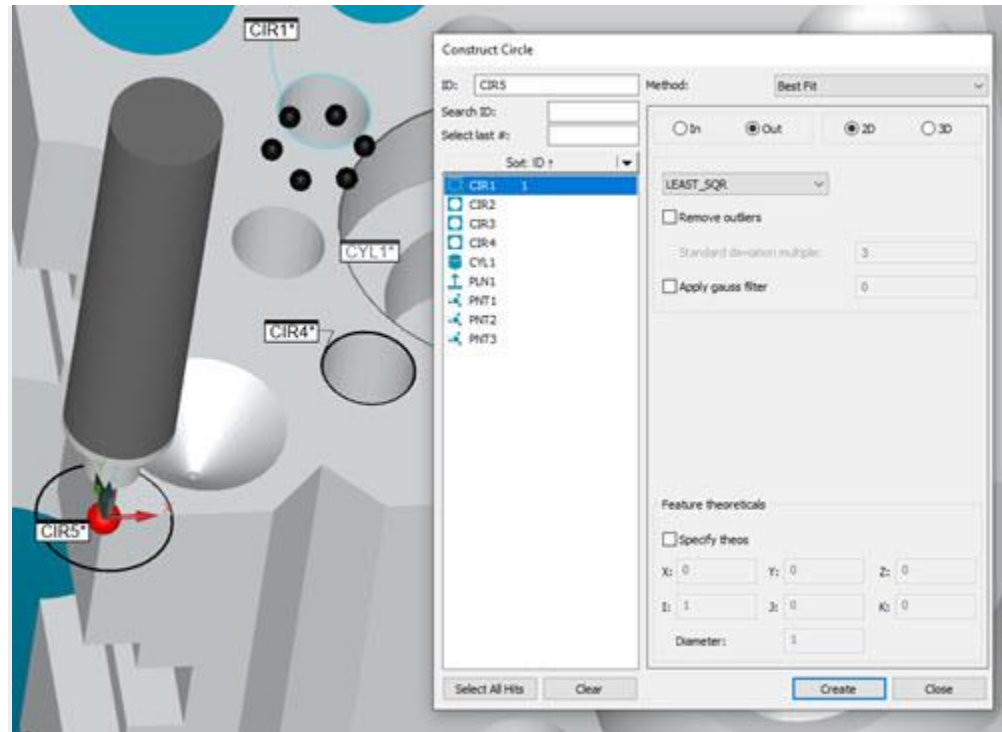 CIR1*
CYL1*
CIR4*
CIR5*
x
Construct Circle
ID: CIR5
Search ID:
Select last #:
Sort: ID ↑
CIR1 1
CIR2
CIR3
CIR4
CYL1
PLN1
PNT1
PNT2
PNT3
Select All Hits Clear
Method: Best Fit
In Out 2D 3D
LEAST_SQR
Remove outliers
Standard deviation multiple: 3
Apply gauss filter 0
Feature theoreticals
Specify theos
X: 0 Y: 0 Z: 0
I: 1 J: 0 K: 0
Diameter: 1
Create Close